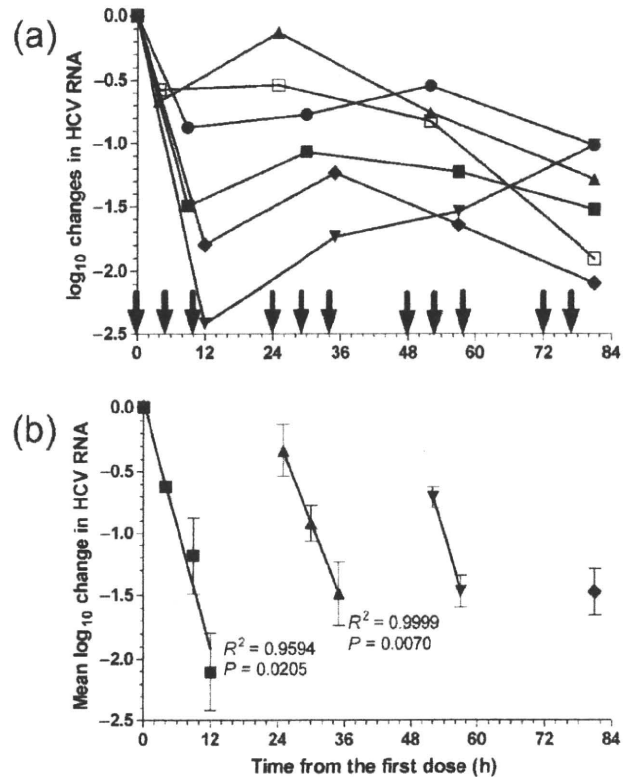 (a)
log10 changes in HCV RNA
0.0
−0.5
−1.0
−1.5
−2.0
−2.5
0 12 24 36 48 60 72 84
(b)
Mean log10 change in HCV RNA
0.0
−0.5
−1.0
−1.5
−2.0
−2.5
R2 = 0.9594
P = 0.0205
R2 = 0.9999
P = 0.0070
0 12 24 36 48 60 72 84
Time from the first dose (h)